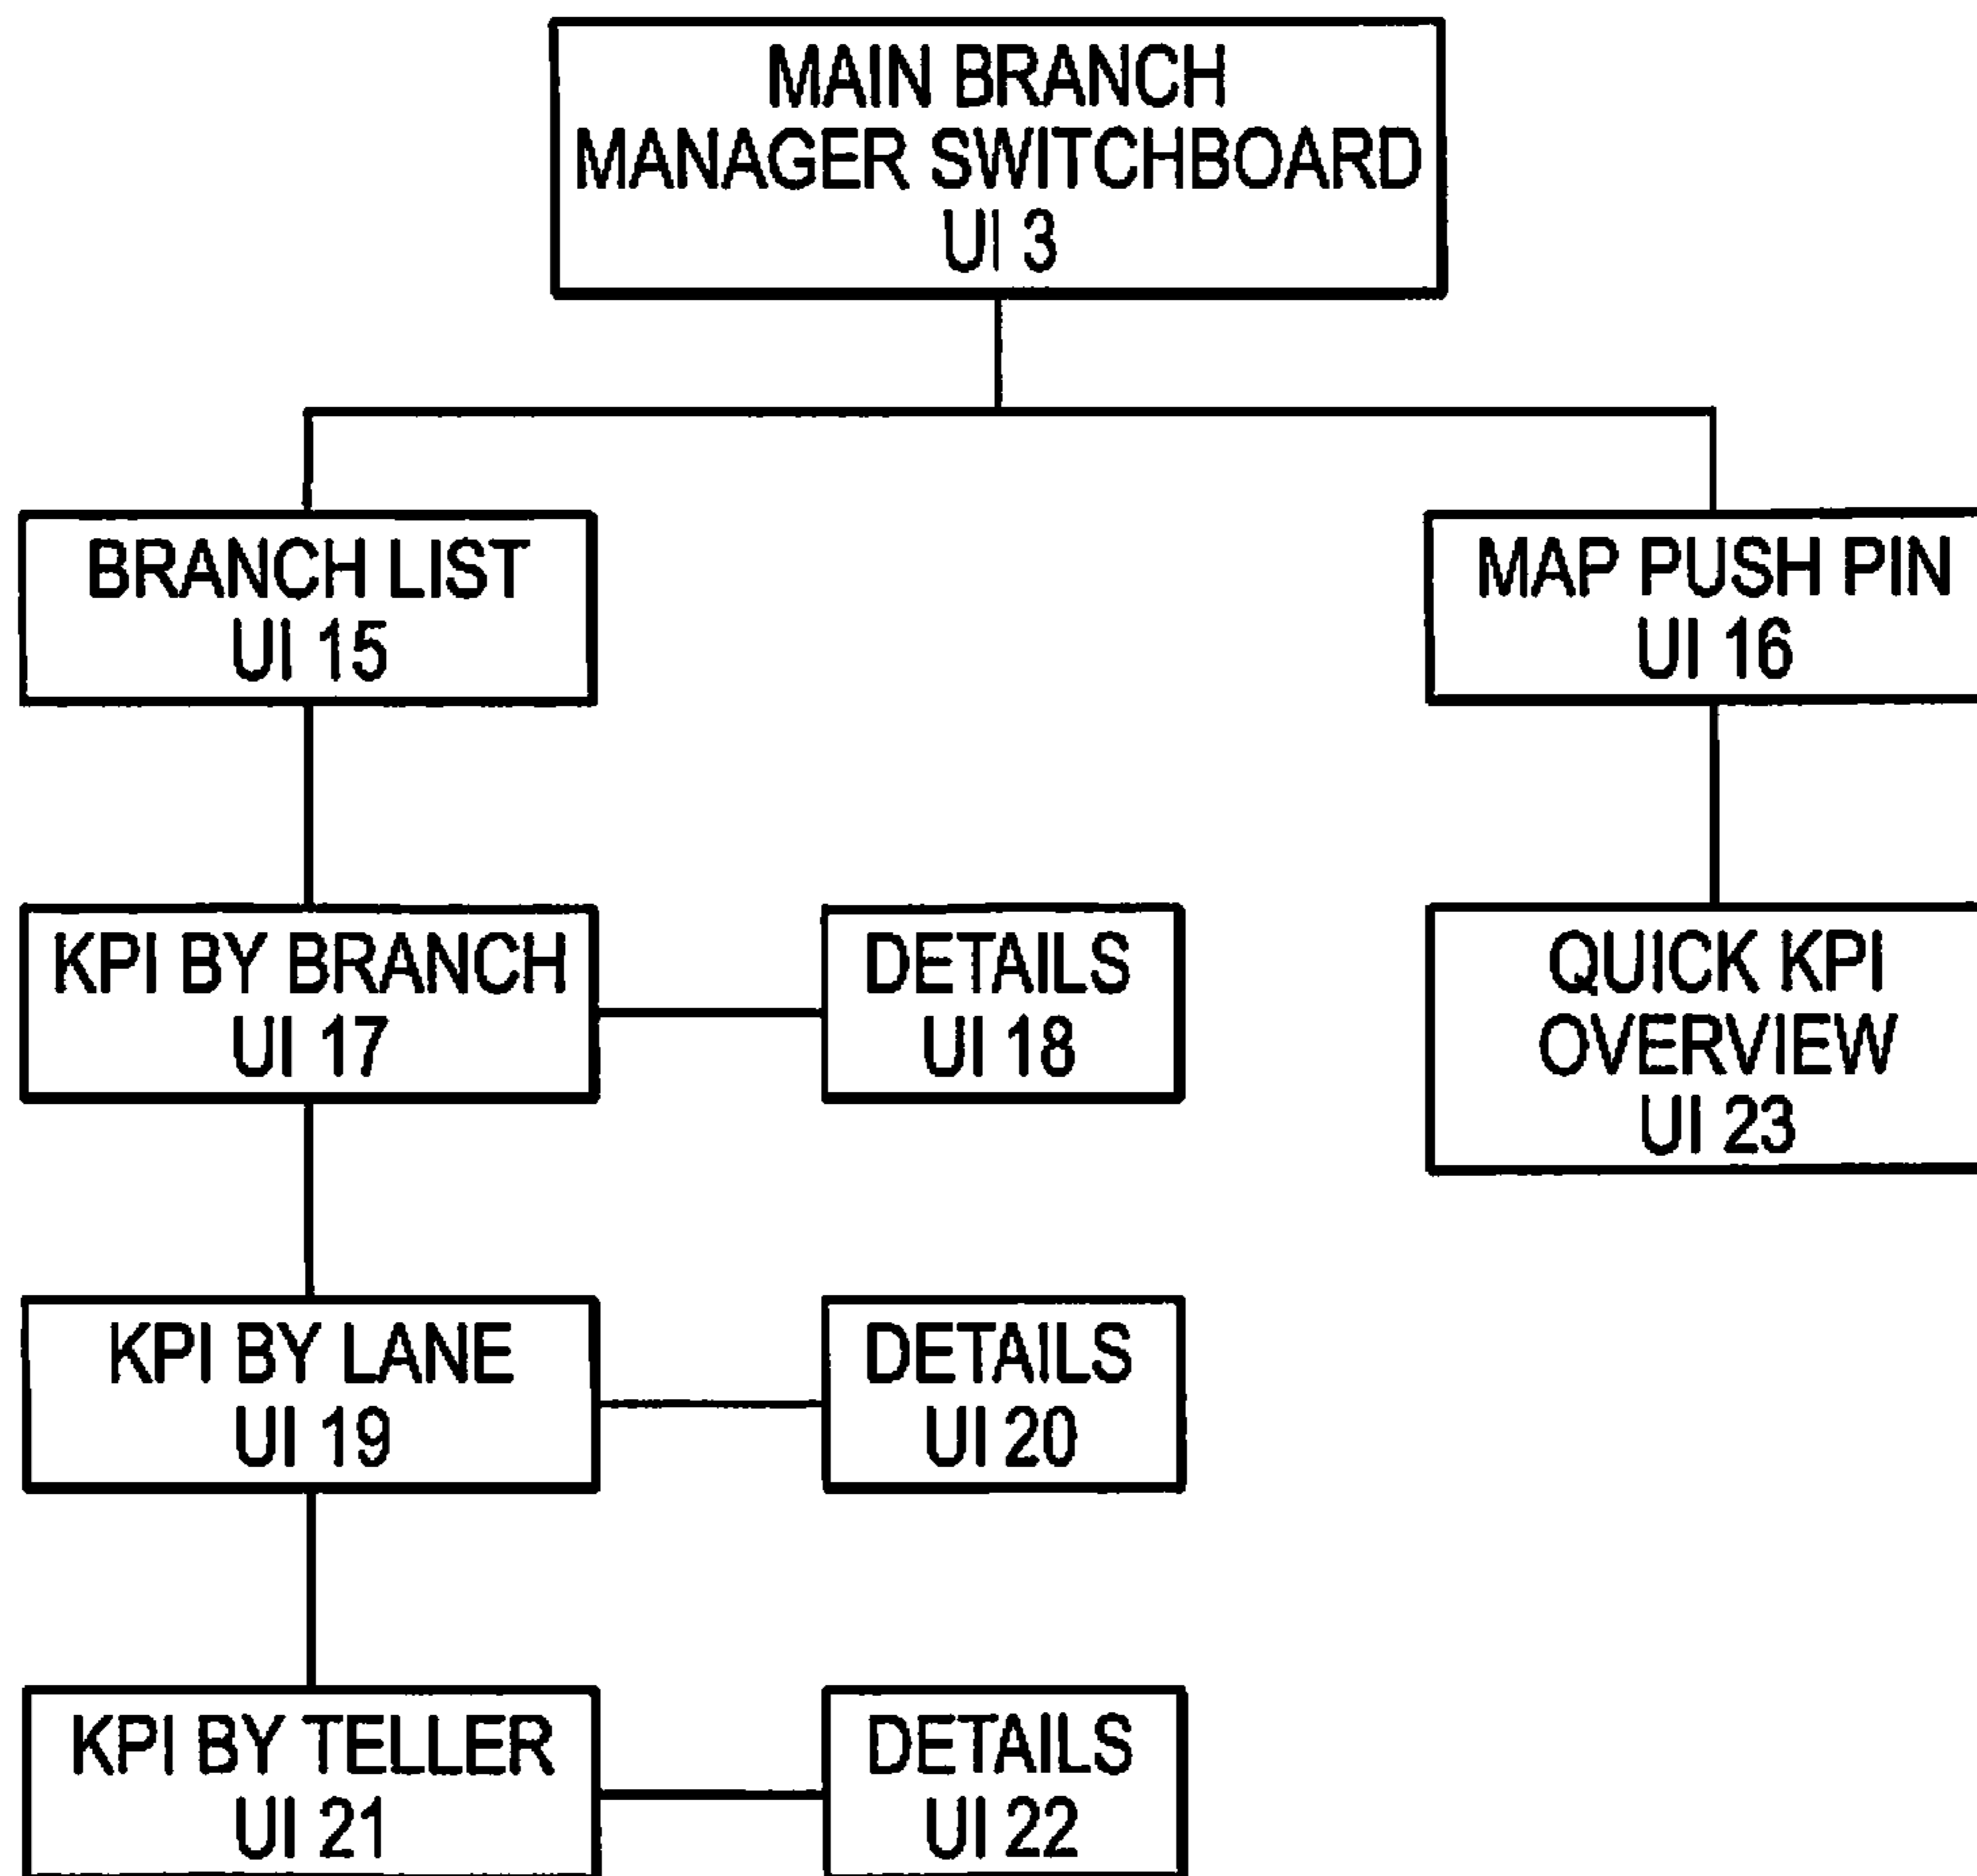 MAIN BRANCH
MANAGER SWITCHBOARD
UI 3
BRANCH LIST
UI 15
MAP PUSH PIN
UI 16
KPI BY BRANCH
UI 17
DETAILS
UI 18
QUICK KPI
OVERVIEW
UI 23
KPI BY LANE
UI 19
DETAILS
UI 20
KPI BY TELLER
UI 21
DETAILS
UI 22